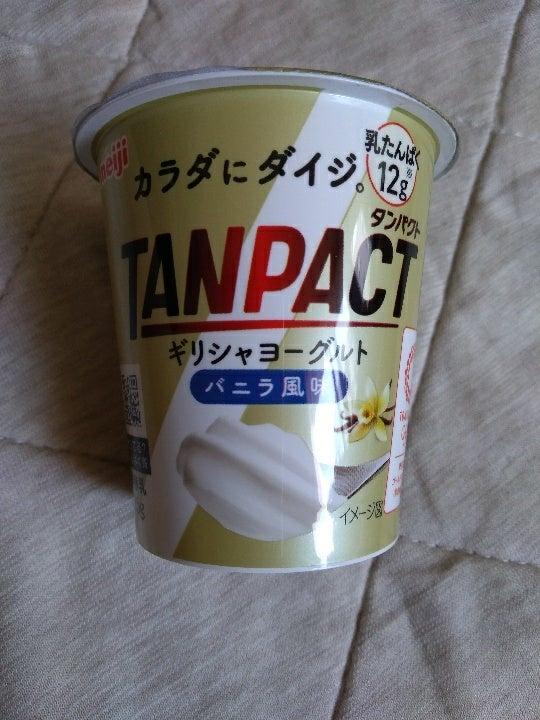 meiji
カラダにダイジ。
乳たんぱく
12g
タンパクト
TANPACT
ギリシャヨーグルト
バニラ風味
イメージ図